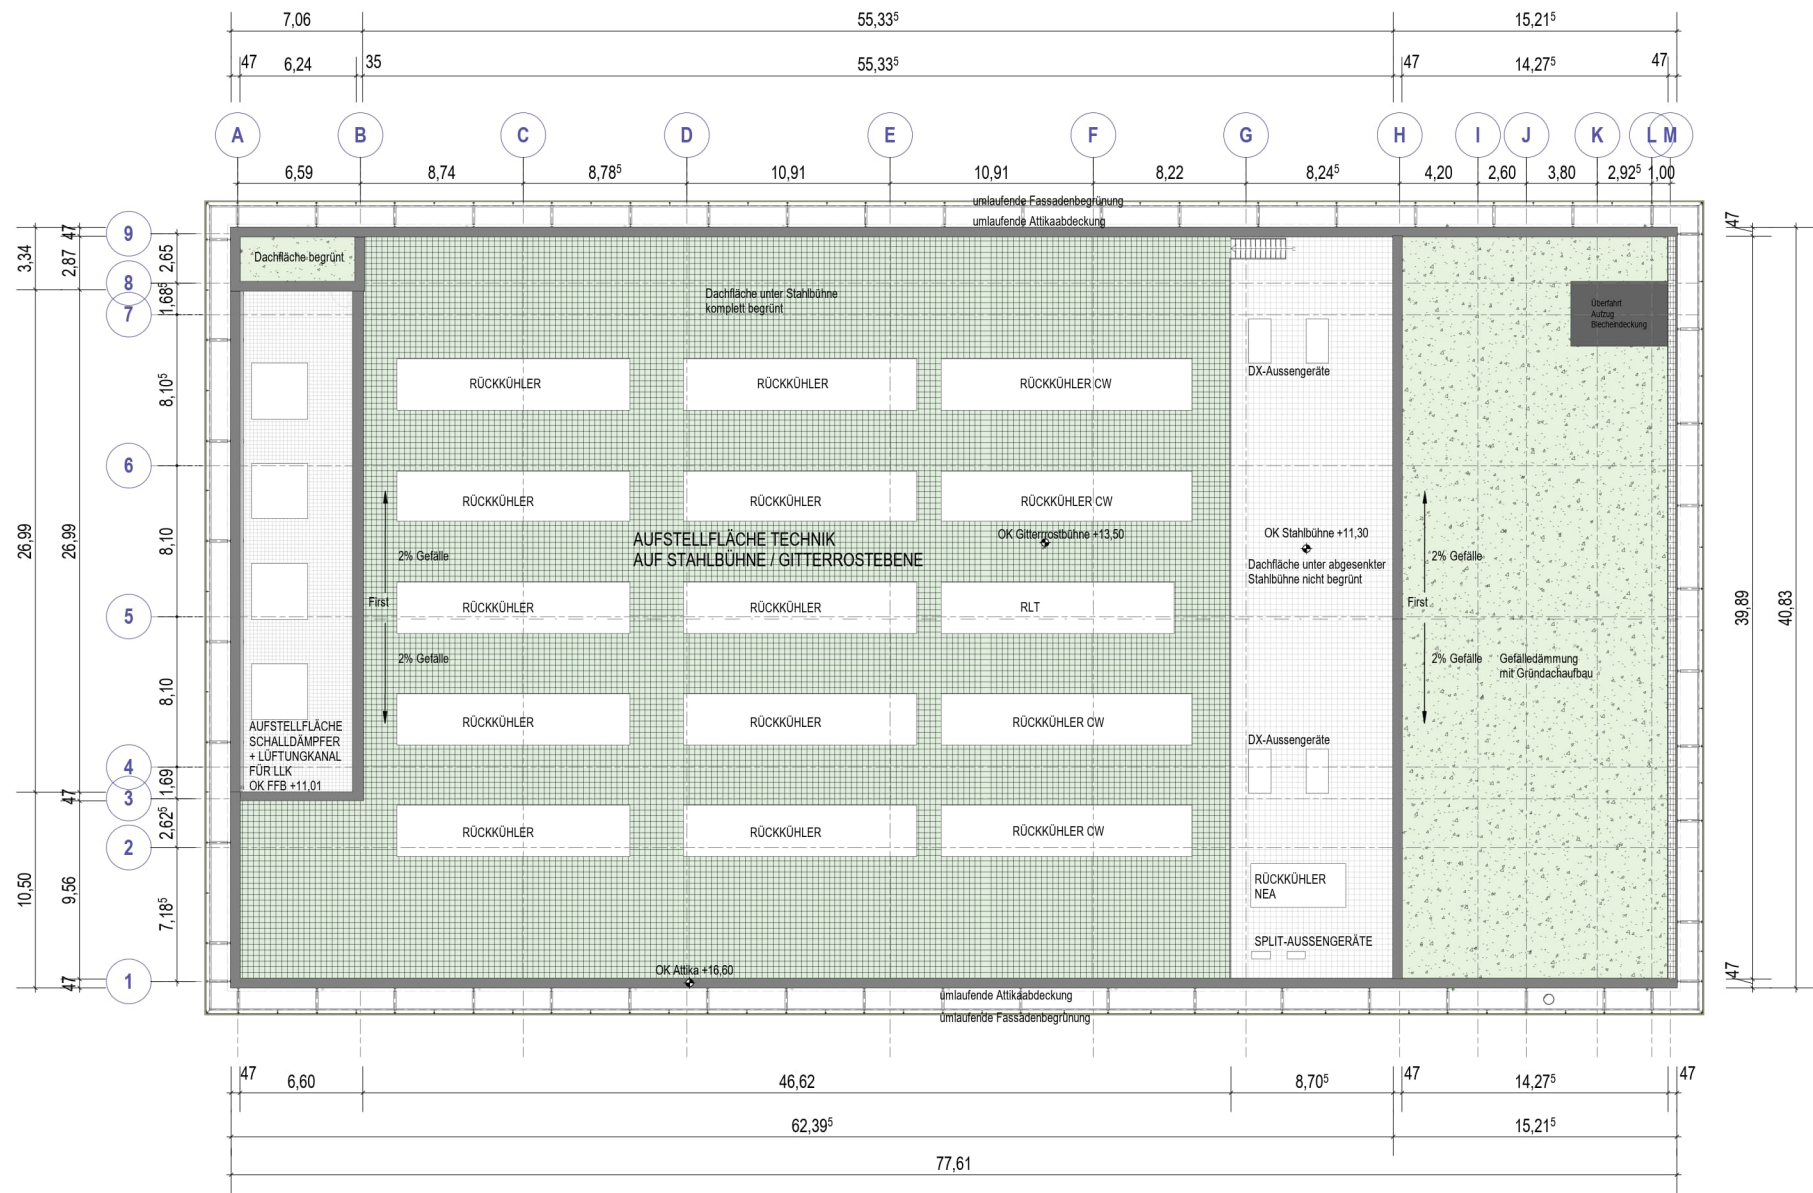 7,06 55,33⁵ 15,21⁵
47 6,24 35 55,33⁵ 47 14,27⁵ 47
A B C D E F G H I J K L M
6,59 8,74 8,78⁵ 10,91 10,91 8,22 8,24⁵ 4,20 2,60 3,80 2,92⁵ 1,00
umlaufende Fassadenbegrünung
umlaufende Attikaabdeckung
9
8
7
6
5
4
3
2
1
3,34
26,99
10,50
47
2,87
26,99
47
9,56
47
2,65
1,68⁵
8,10⁵
8,10
8,10
1,69
2,62⁵
7,18⁵
47
39,89
47
40,83
Dachfläche begrünt
Dachfläche unter Stahlbühne
komplett begrünt
Überfahrt
Aufzug
Blecheindeckung
DX-Aussengeräte
RÜCKKÜHLER RÜCKKÜHLER RÜCKKÜHLER CW
RÜCKKÜHLER RÜCKKÜHLER RÜCKKÜHLER CW
AUFSTELLFLÄCHE TECHNIK
AUF STAHLBÜHNE / GITTERROSTEBENE
OK Gitterrostbühne +13,50
OK Stahlbühne +11,30
Dachfläche unter abgesenkter
Stahlbühne nicht begrünt
2% Gefälle
First
2% Gefälle
2% Gefälle
First
2% Gefälle
Gefälledämmung
mit Gründachaufbau
RÜCKKÜHLER RÜCKKÜHLER RLT
RÜCKKÜHLER RÜCKKÜHLER RÜCKKÜHLER CW
AUFSTELLFLÄCHE
SCHALLDÄMPFER
+ LÜFTUNGKANAL
FÜR LLK
OK FFB +11,01
DX-Aussengeräte
RÜCKKÜHLER RÜCKKÜHLER RÜCKKÜHLER CW
RÜCKKÜHLER
NEA
SPLIT-AUSSENGERÄTE
OK Attika +16,60
umlaufende Attikaabdeckung
umlaufende Fassadenbegrünung
47 6,60 46,62 8,70⁵ 47 14,27⁵ 47
62,39⁵ 15,21⁵
77,61